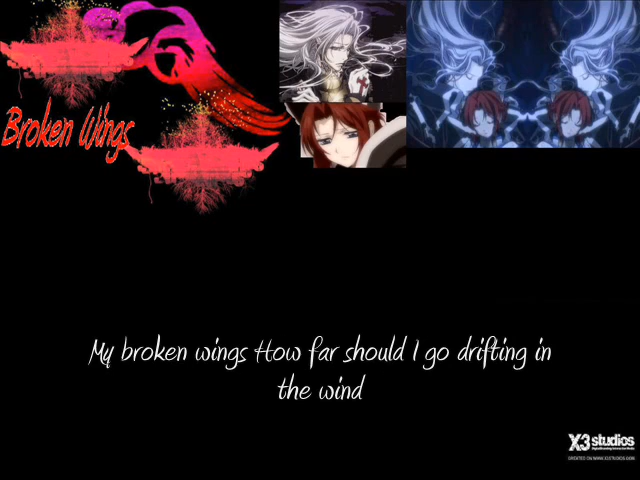 Broken Wings
My broken wings How far should I go drifting in
the wind
X3studios